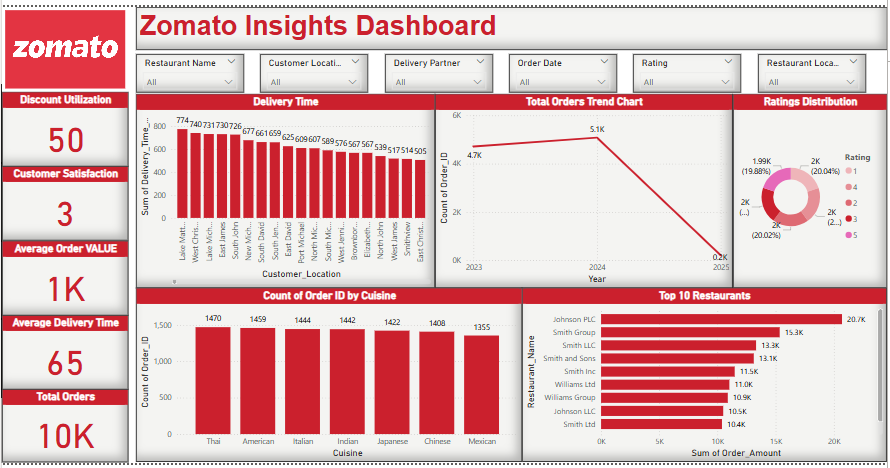 zomato
Zomato Insights Dashboard
Restaurant Name
All
Customer Locati...
All
Delivery Partner
All
Order Date
All
Rating
All
Restaurant Loca...
All
Discount Utilization
50
Customer Satisfaction
3
Average Order VALUE
1K
Average Delivery Time
65
Total Orders
10K
Delivery Time
Sum of Delivery_Time_...
800
600
400
200
0
774 740 731 730 726 677 661 659 625 609 607 589 576 567 567 539 517 514 505
Lake Matt...
West Chris...
Lake Mich...
East James
South John
New Mich...
South David
South Jen...
East David
Port Michael
North Mic...
South Mic...
West Jenni...
Elizabeth...
North John
West James
Smithview
East Christ...
Customer_Location
Total Orders Trend Chart
Count of Order_ID
6K
4K
2K
0K
4.7K
5.1K
0.2K
2023 2024 2025
Year
Ratings Distribution
1.99K
(19.88%)
2K
(20.04%)
2K
(...)
2K
(2...)
2K
(20.02%)
Rating
1
4
2
3
5
Count of Order ID by Cuisine
Count of Order_ID
1,500
1,000
500
0
1470 1459 1444 1442 1422 1408 1355
Thai American Italian Indian Japanese Chinese Mexican
Cuisine
Top 10 Restaurants
Restaurant_Name
Johnson PLC 20.7K
Smith Group 15.3K
Smith LLC 13.3K
Smith and Sons 13.1K
Smith Inc 11.5K
Williams Ltd 11.0K
Williams Group 10.9K
Johnson LLC 10.5K
Smith Ltd 10.4K
0K 5K 10K 15K 20K
Sum of Order_Amount